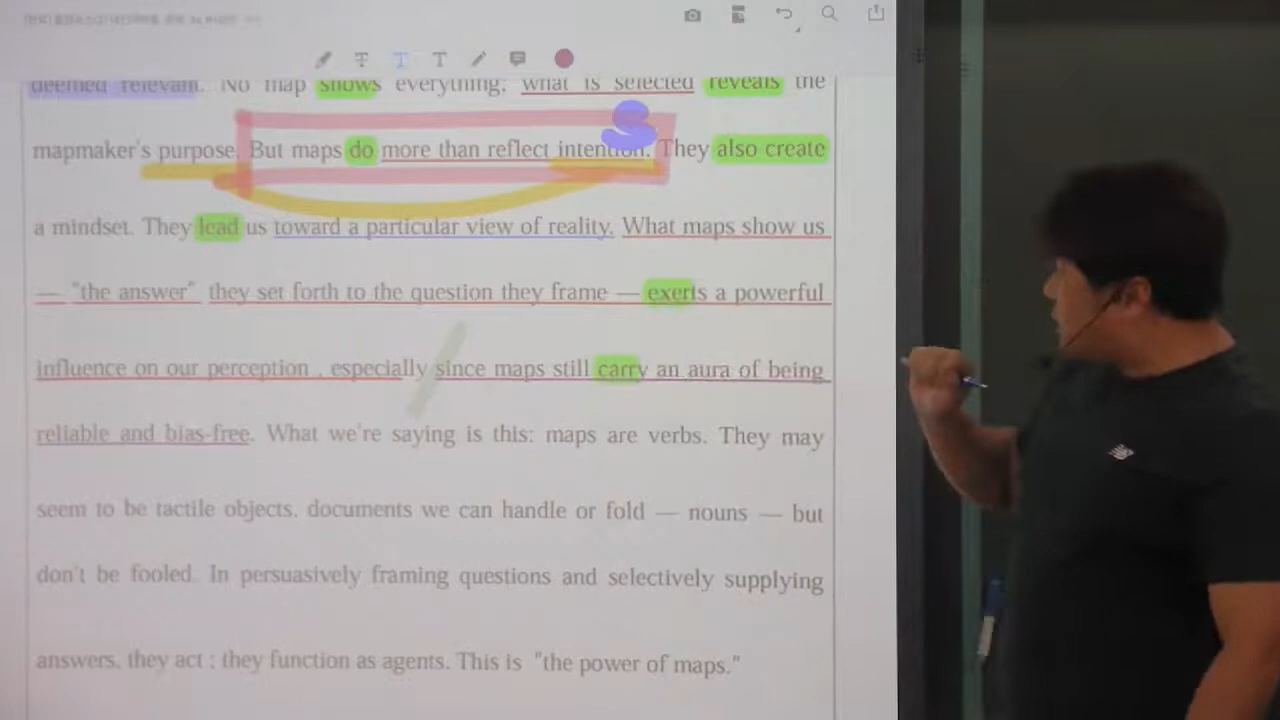 deemed relevant. No map shows everything; what is selected reveals the
mapmaker's purpose. But maps do more than reflect intention. They also create
a mindset. They lead us toward a particular view of reality. What maps show us
— "the answer" they set forth to the question they frame — exerts a powerful
influence on our perception , especially since maps still carry an aura of being
reliable and bias-free. What we're saying is this: maps are verbs. They may
seem to be tactile objects, documents we can handle or fold — nouns — but
don't be fooled. In persuasively framing questions and selectively supplying
answers, they act ; they function as agents. This is "the power of maps."
S